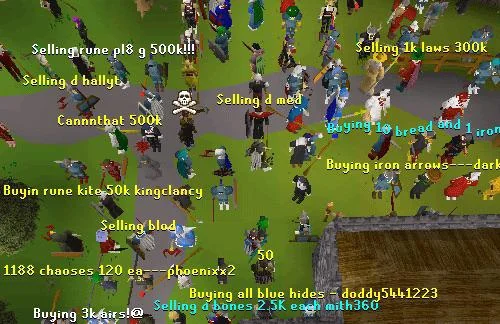 Selling rune pl8 g 500k!!!
Selling 1k laws 300k
Selling d hallyt
Selling d med
Cannnthat 500k
Buying 10 bread and 1 iron
Buying iron arrows---dark
Buyin rune kite 50k kingclancy
Selling blod
50
1188 chaoses 120 ea---phoenixx2
Buying all blue hides - doddy5441223
Selling d bones 2.5K each mith360
Buying 3k airs!@